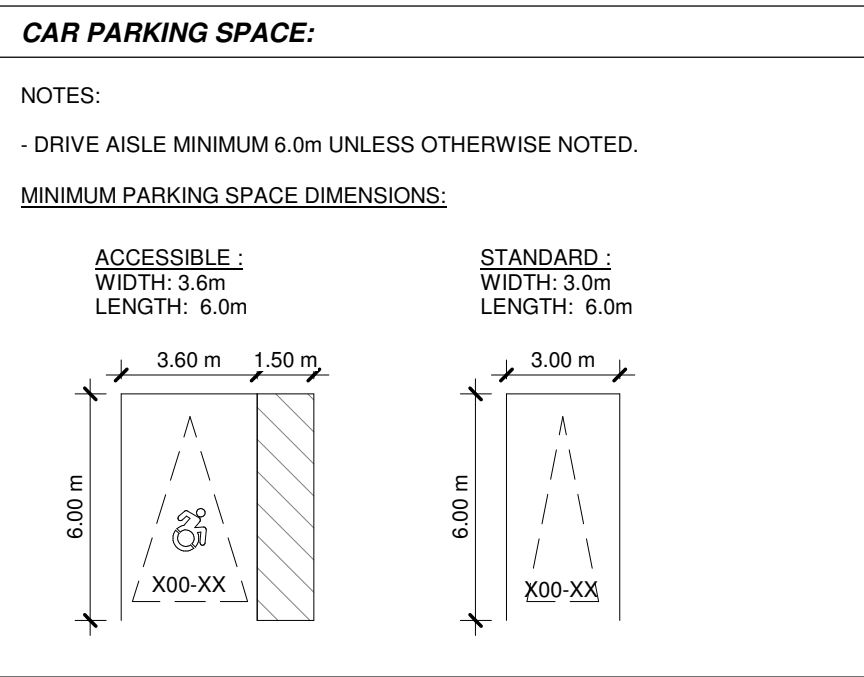 CAR PARKING SPACE:
NOTES:
- DRIVE AISLE MINIMUM 6.0m UNLESS OTHERWISE NOTED.
MINIMUM PARKING SPACE DIMENSIONS:
ACCESSIBLE :
WIDTH: 3.6m
LENGTH: 6.0m
3.60 m
1.50 m
6.00 m
X00-XX
STANDARD :
WIDTH: 3.0m
LENGTH: 6.0m
3.00 m
6.00 m
X00-XX